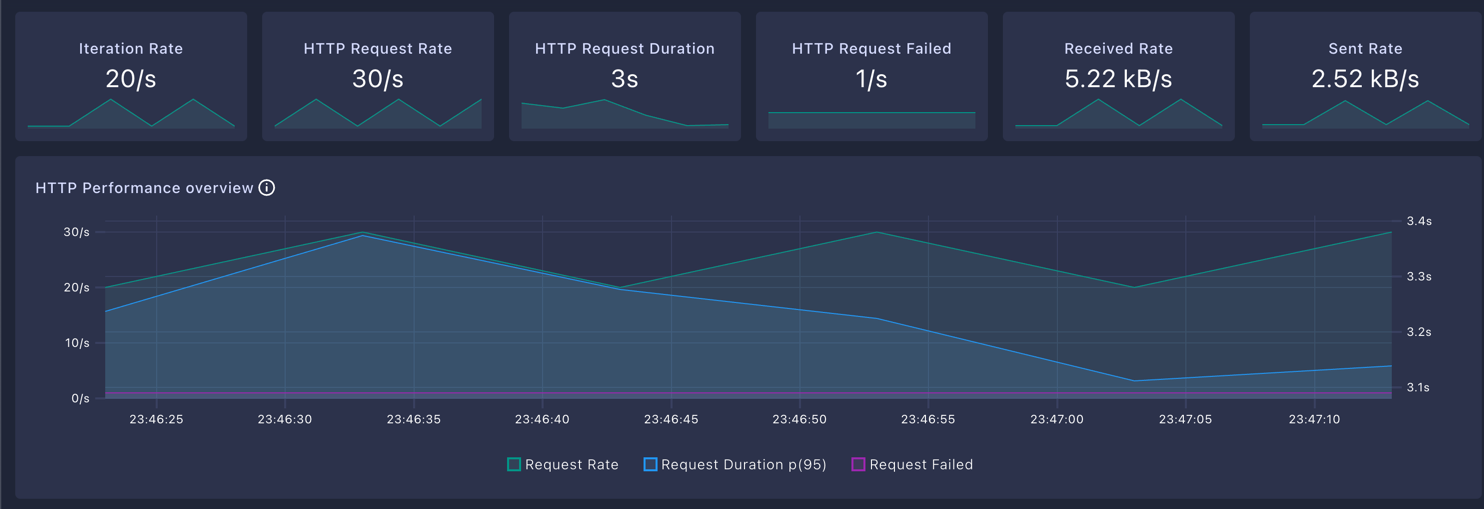 Iteration Rate
20/s
HTTP Request Rate
30/s
HTTP Request Duration
3s
HTTP Request Failed
1/s
Received Rate
5.22 kB/s
Sent Rate
2.52 kB/s
HTTP Performance overview
30/s
20/s
10/s
0/s
3.4s
3.3s
3.2s
3.1s
23:46:25 23:46:30 23:46:35 23:46:40 23:46:45 23:46:50 23:46:55 23:47:00 23:47:05 23:47:10
Request Rate Request Duration p(95) Request Failed